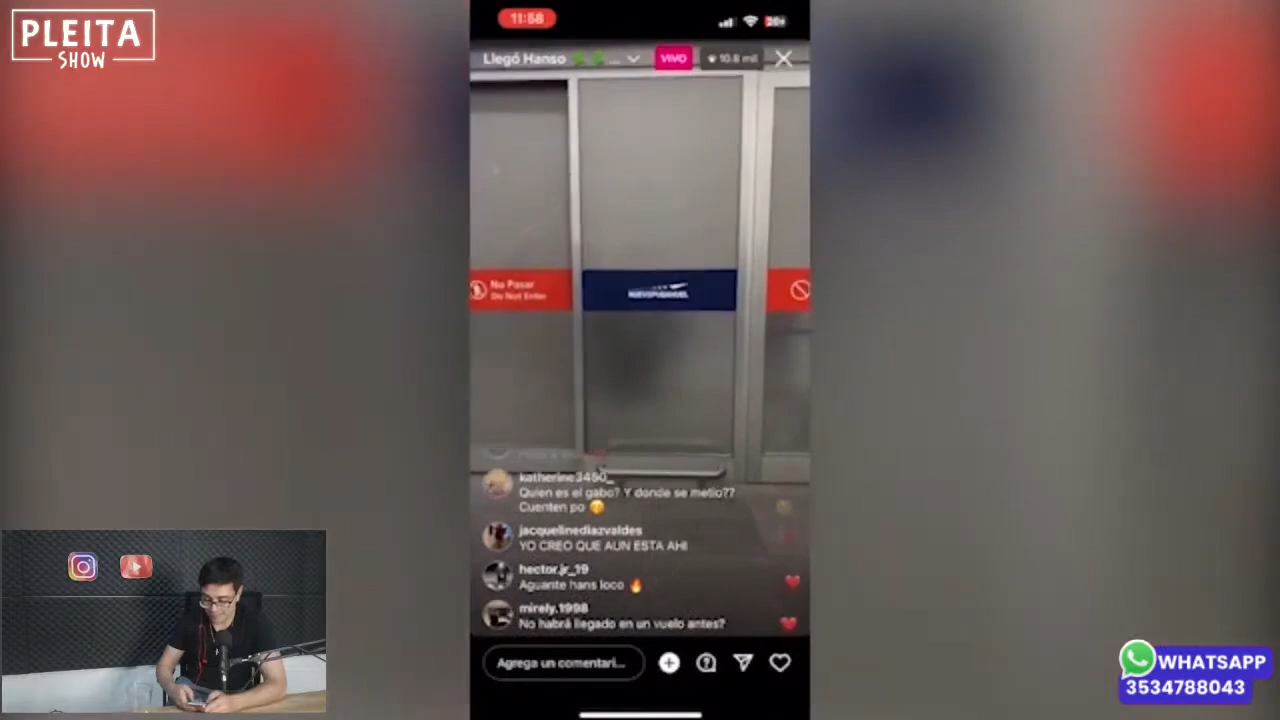 PLEITA
SHOW
11:58
Llegó Hanso
VIVO
10.8 mil
No Pasar
Do Not Enter
NUEVOPUDAHUEL
katherine3450_
Quien es el gabo? Y donde se metio??
Cuenten po
jacquelinediazvaldes
YO CREO QUE AUN ESTA AHI
hector.jr_19
Aguante hans loco
mirely.1998
No habrá llegado en un vuelo antes?
Agrega un comentari...
WHATSAPP
3534788043